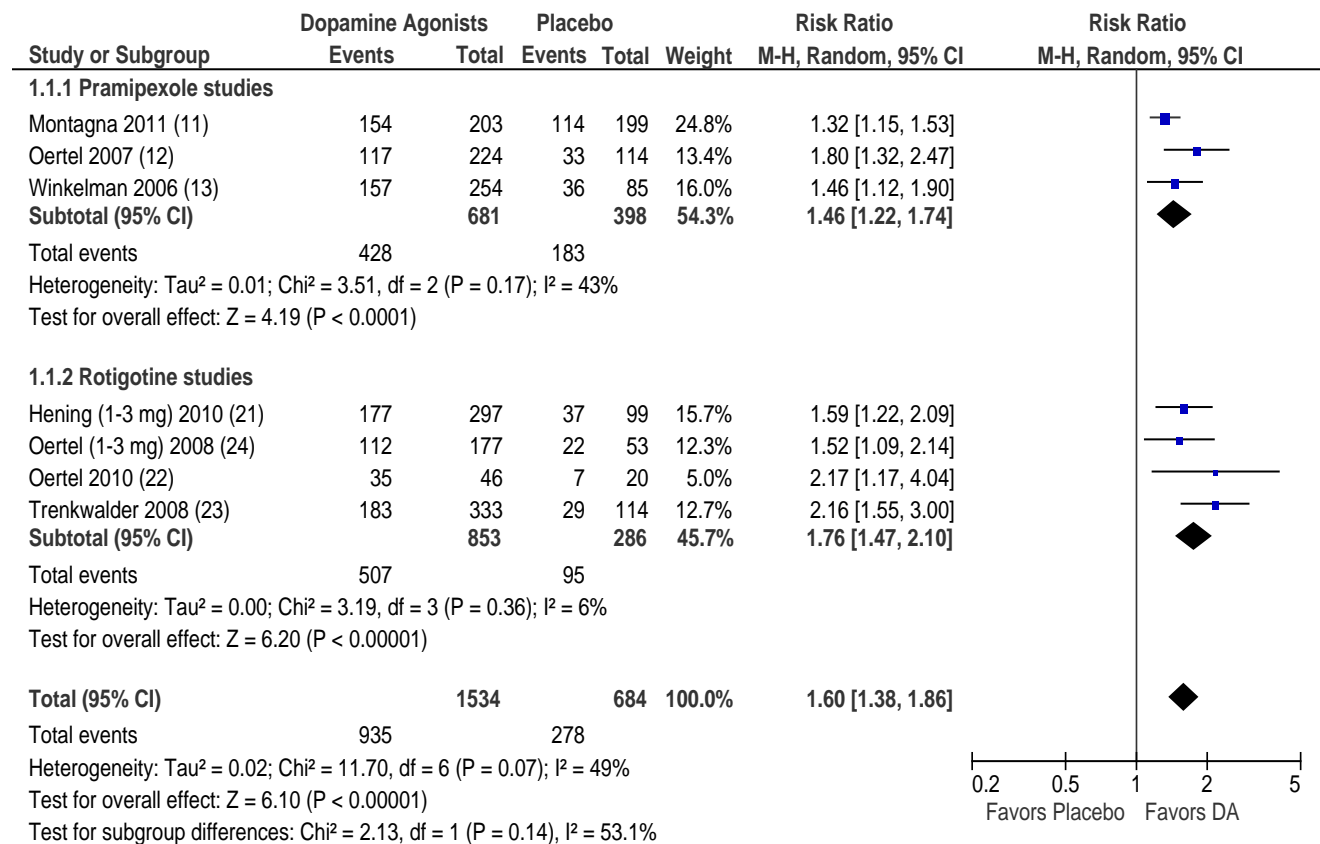 Dopamine Agonists Placebo Risk Ratio Risk Ratio
Study or Subgroup Events Total Events Total Weight M-H, Random, 95% CI M-H, Random, 95% CI
1.1.1 Pramipexole studies
Montagna 2011 (11) 154 203 114 199 24.8% 1.32 [1.15, 1.53]
Oertel 2007 (12) 117 224 33 114 13.4% 1.80 [1.32, 2.47]
Winkelman 2006 (13) 157 254 36 85 16.0% 1.46 [1.12, 1.90]
Subtotal (95% CI) 681 398 54.3% 1.46 [1.22, 1.74]
Total events 428 183
Heterogeneity: Tau² = 0.01; Chi² = 3.51, df = 2 (P = 0.17); I² = 43%
Test for overall effect: Z = 4.19 (P < 0.0001)
1.1.2 Rotigotine studies
Hening (1-3 mg) 2010 (21) 177 297 37 99 15.7% 1.59 [1.22, 2.09]
Oertel (1-3 mg) 2008 (24) 112 177 22 53 12.3% 1.52 [1.09, 2.14]
Oertel 2010 (22) 35 46 7 20 5.0% 2.17 [1.17, 4.04]
Trenkwalder 2008 (23) 183 333 29 114 12.7% 2.16 [1.55, 3.00]
Subtotal (95% CI) 853 286 45.7% 1.76 [1.47, 2.10]
Total events 507 95
Heterogeneity: Tau² = 0.00; Chi² = 3.19, df = 3 (P = 0.36); I² = 6%
Test for overall effect: Z = 6.20 (P < 0.00001)
Total (95% CI) 1534 684 100.0% 1.60 [1.38, 1.86]
Total events 935 278
Heterogeneity: Tau² = 0.02; Chi² = 11.70, df = 6 (P = 0.07); I² = 49%
Test for overall effect: Z = 6.10 (P < 0.00001)
Test for subgroup differences: Chi² = 2.13, df = 1 (P = 0.14), I² = 53.1%
0.2 0.5 1 2 5
Favors Placebo Favors DA